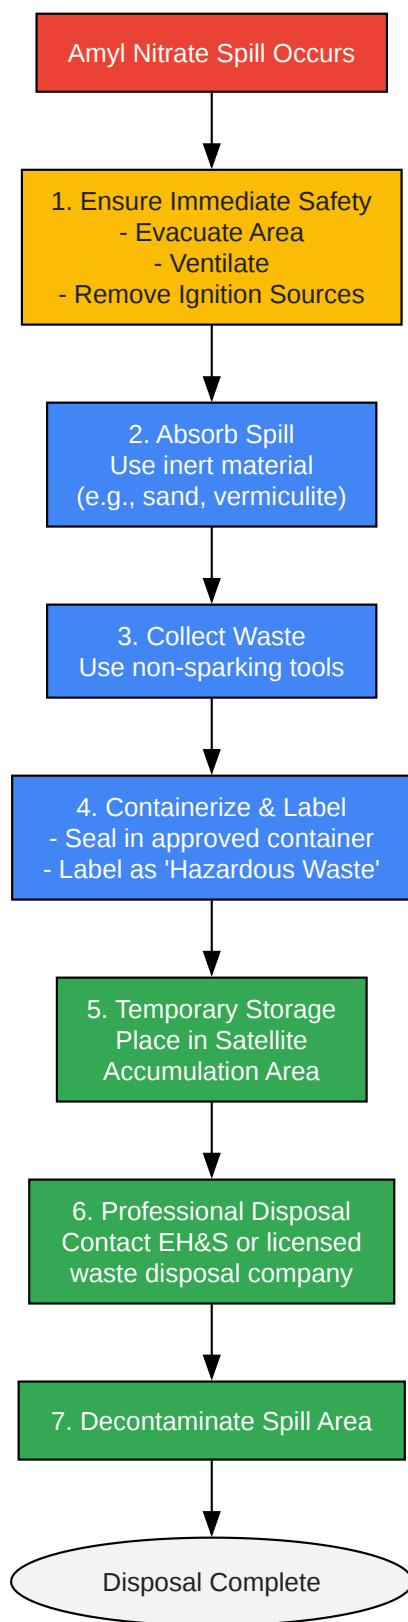 Amyl Nitrate Spill Occurs
1. Ensure Immediate Safety
- Evacuate Area
- Ventilate
- Remove Ignition Sources
2. Absorb Spill
Use inert material
(e.g., sand, vermiculite)
3. Collect Waste
Use non-sparking tools
4. Containerize & Label
- Seal in approved container
- Label as 'Hazardous Waste'
5. Temporary Storage
Place in Satellite
Accumulation Area
6. Professional Disposal
Contact EH&S or licensed
waste disposal company
7. Decontaminate Spill Area
Disposal Complete